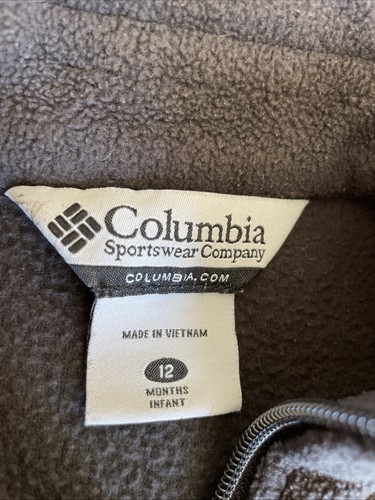 Columbia
Sportswear Company
COLUMBIA.COM
MADE IN VIETNAM
12
MONTHS
INFANT